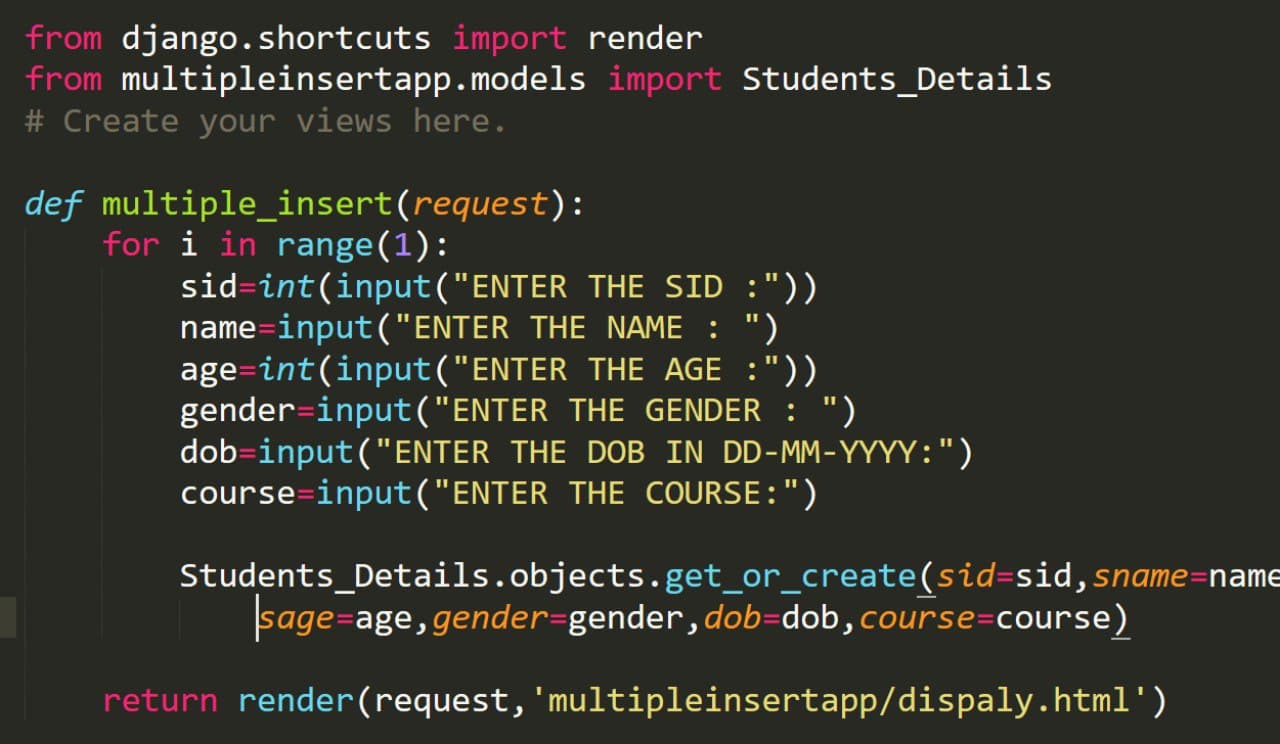 from django.shortcuts import render
from multipleinsertapp.models import Students_Details
# Create your views here.
def multiple_insert(request):
for i in range(1):
sid=int(input("ENTER THE SID :"))
name=input("ENTER THE NAME : ")
age=int(input("ENTER THE AGE :"))
gender=input("ENTER THE GENDER : ")
dob=input("ENTER THE DOB IN DD-MM-YYYY:")
course=input("ENTER THE COURSE:")
Students_Details.objects.get_or_create(sid=sid,sname=name
sage=age,gender=gender,dob=dob,course=course)
return render(request,'multipleinsertapp/dispaly.html')